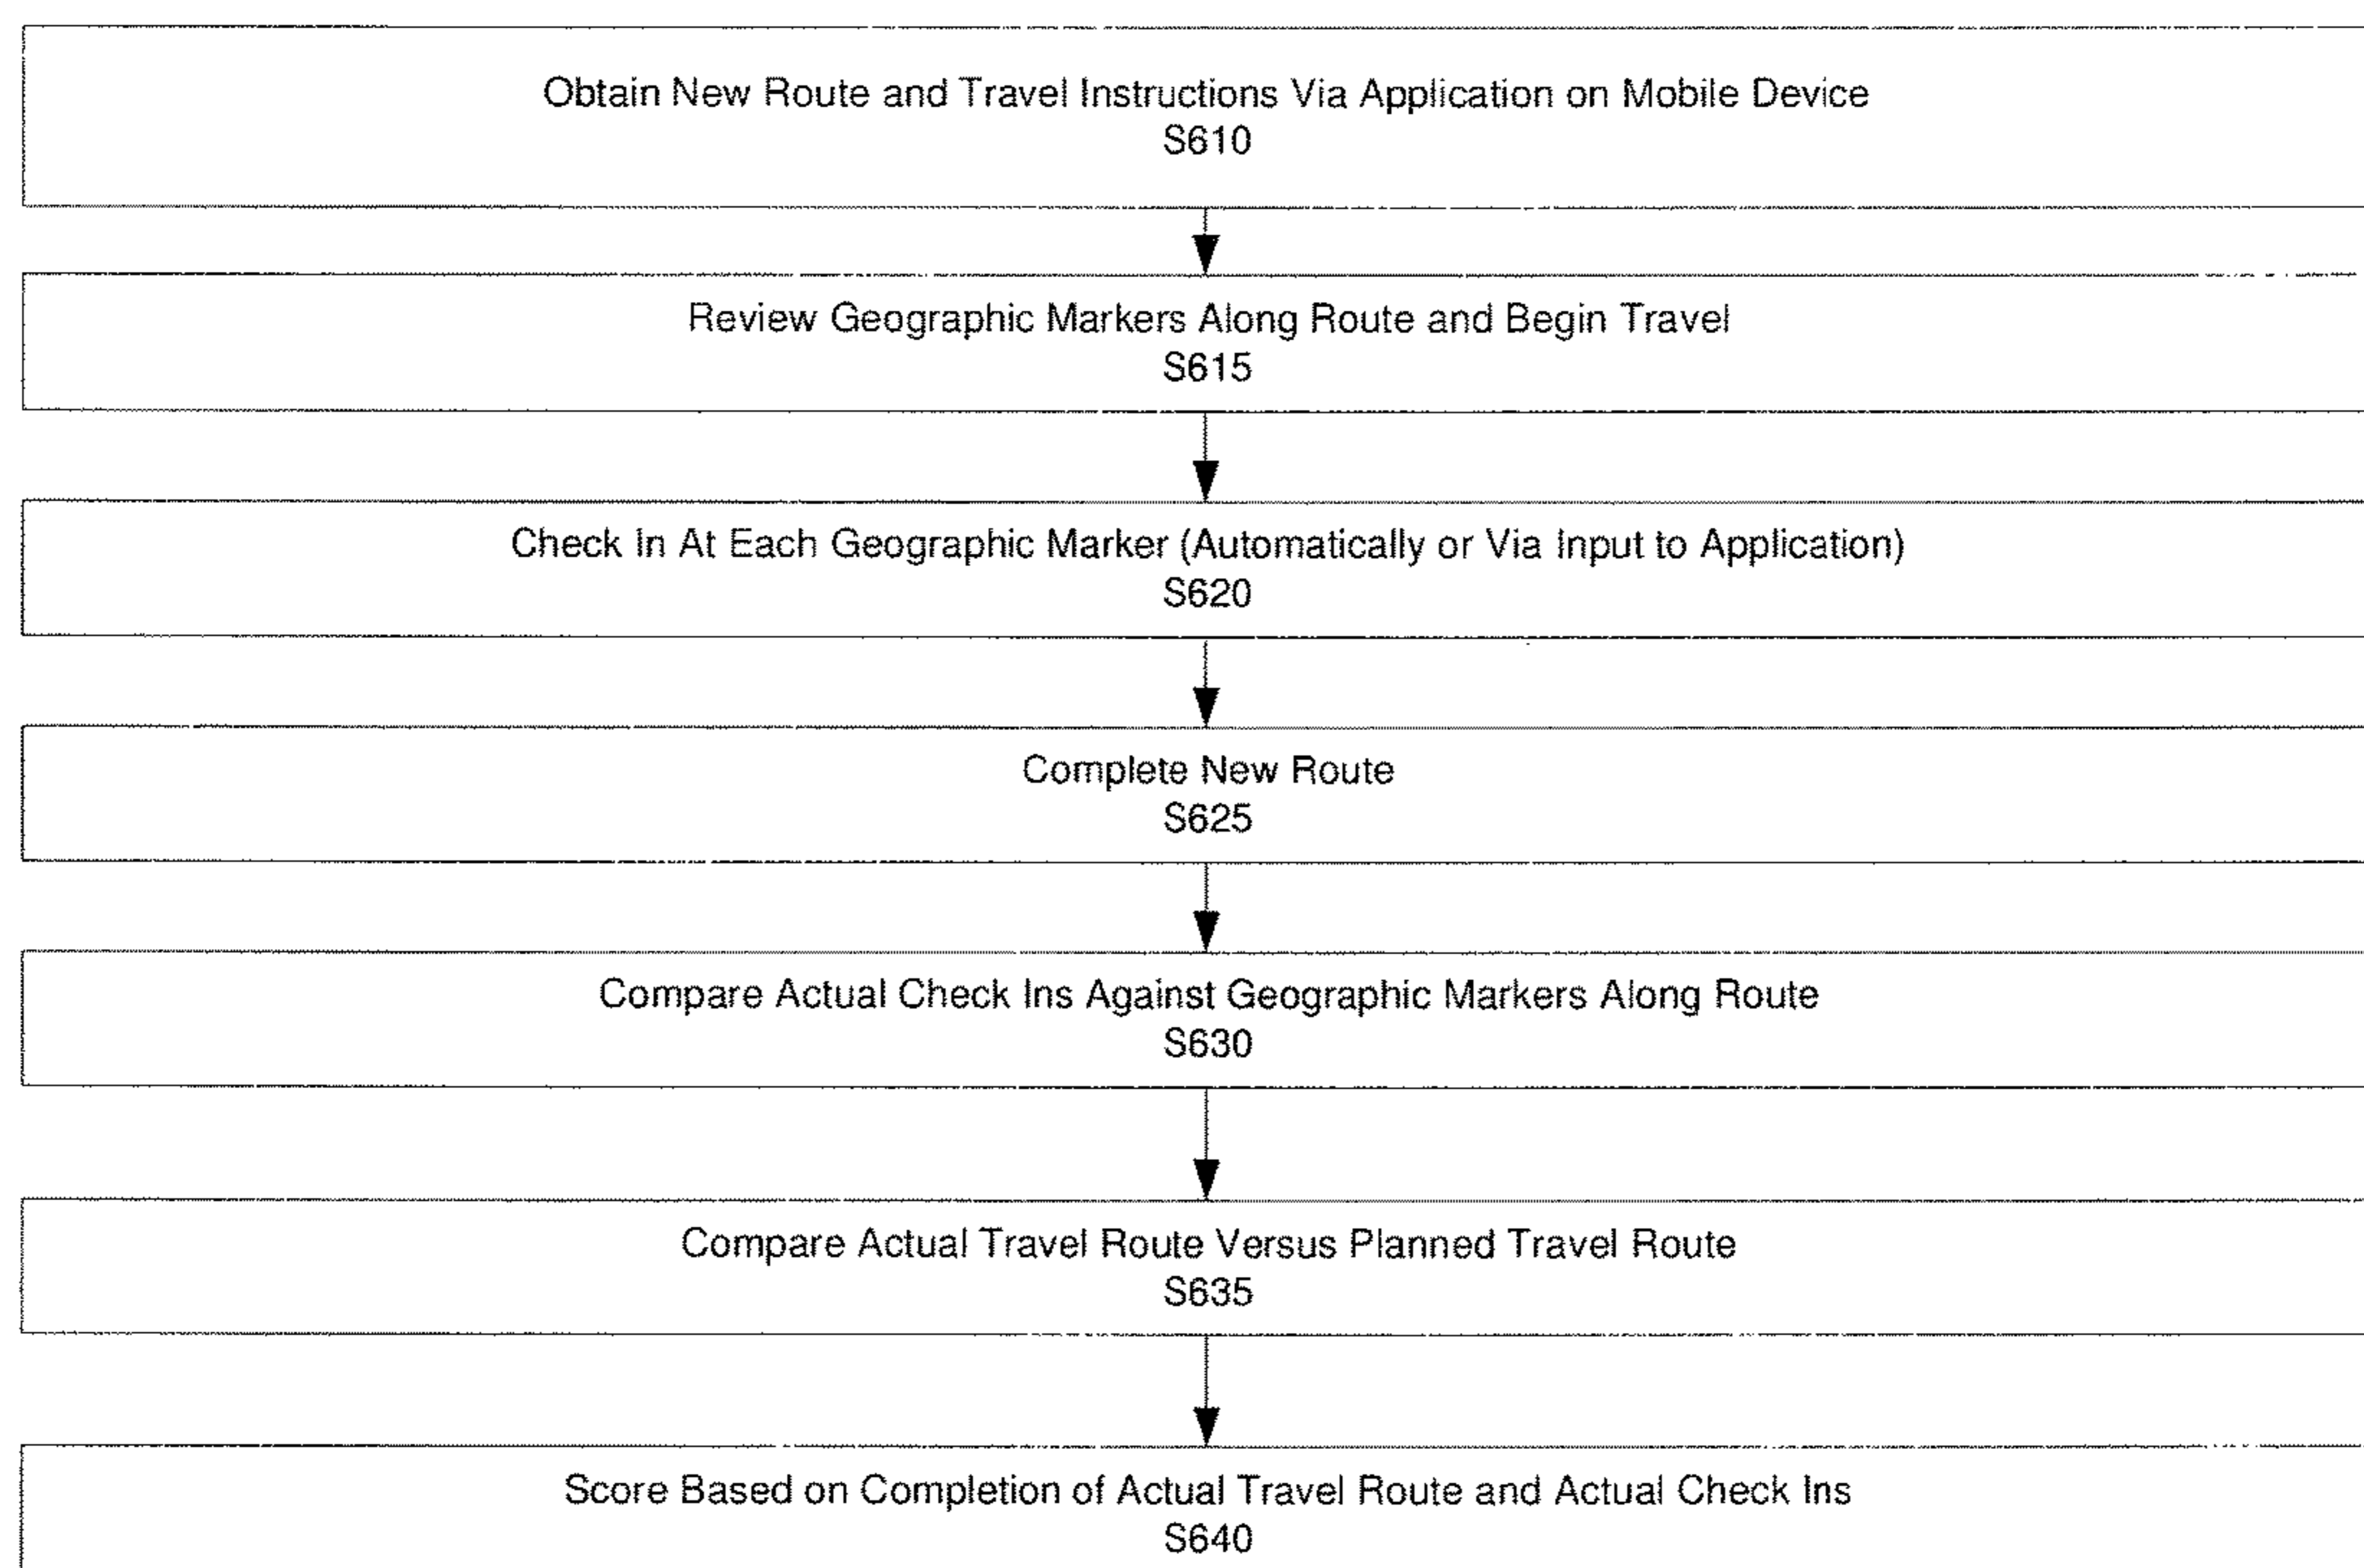 Obtain New Route and Travel Instructions Via Application on Mobile Device
S610
Review Geographic Markers Along Route and Begin Travel
S615
Check In At Each Geographic Marker (Automatically or Via Input to Application)
S620
Complete New Route
S625
Compare Actual Check Ins Against Geographic Markers Along Route
S630
Compare Actual Travel Route Versus Planned Travel Route
S635
Score Based on Completion of Actual Travel Route and Actual Check Ins
S640